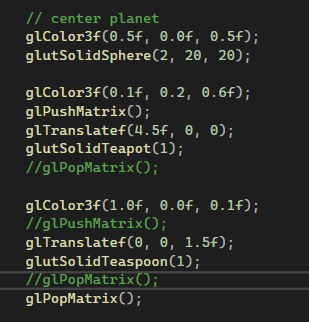 // center planet
glColor3f(0.5f, 0.0f, 0.5f);
glutSolidSphere(2, 20, 20);
glColor3f(0.1f, 0.2, 0.6f);
glPushMatrix();
glTranslatef(4.5f, 0, 0);
glutSolidTeapot(1);
//glPopMatrix();
glColor3f(1.0f, 0.0f, 0.1f);
//glPushMatrix();
glTranslatef(0, 0, 1.5f);
glutSolidTeaspoon(1);
//glPopMatrix();
glPopMatrix();